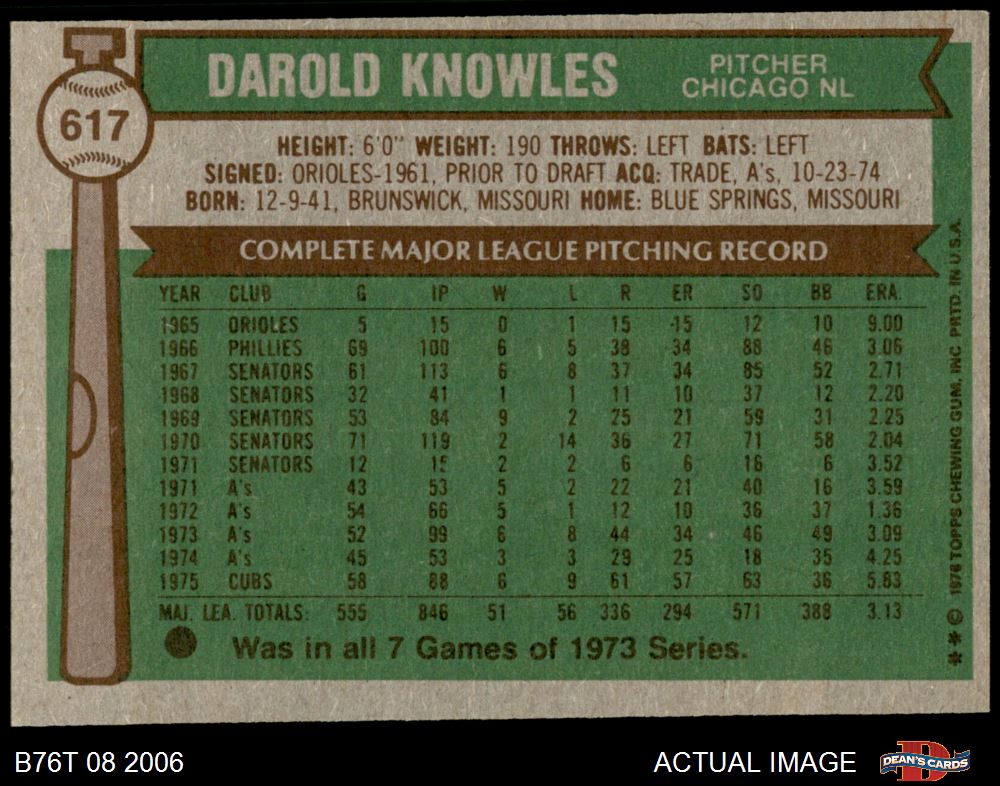 617
DAROLD KNOWLES
PITCHER
CHICAGO NL
HEIGHT: 6'0" WEIGHT: 190 THROWS: LEFT BATS: LEFT
SIGNED: ORIOLES-1961, PRIOR TO DRAFT ACQ: TRADE, A's, 10-23-74
BORN: 12-9-41, BRUNSWICK, MISSOURI HOME: BLUE SPRINGS, MISSOURI
COMPLETE MAJOR LEAGUE PITCHING RECORD
YEAR CLUB G IP W L R ER SO BB ERA.
1965 ORIOLES 5 15 0 1 15 15 12 10 9.00
1966 PHILLIES 69 100 6 5 38 34 88 46 3.06
1967 SENATORS 61 113 6 8 37 34 85 52 2.71
1968 SENATORS 32 41 1 1 11 10 37 12 2.20
1969 SENATORS 53 84 9 2 25 21 59 31 2.25
1970 SENATORS 71 119 2 14 36 27 71 58 2.04
1971 SENATORS 12 15 2 2 6 6 16 6 3.52
1971 A's 43 53 5 2 22 21 40 16 3.59
1972 A's 54 66 5 1 12 10 36 37 1.36
1973 A's 52 99 6 8 44 34 46 49 3.09
1974 A's 45 53 3 3 29 25 18 35 4.25
1975 CUBS 58 88 6 9 61 57 63 36 5.83
MAJ. LEA. TOTALS: 555 846 51 56 336 294 571 388 3.13
Was in all 7 Games of 1973 Series.
** © 1976 TOPPS CHEWING GUM, INC. PRTD. IN U.S.A.
B76T 08 2006
ACTUAL IMAGE
D
DEAN'S CARDS